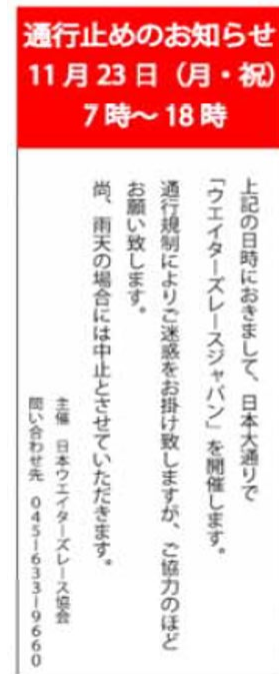 通行止めのお知らせ
11月23日（月・祝）
7時～18時
上記の日時におきまして、日本大通りで
「ウエイターズレースジャパン」を開催します。
通行規制によりご迷惑をお掛け致しますが、ご協力のほど
お願い致します。
尚、雨天の場合には中止とさせていただきます。
主催　日本ウエイターズレース協会
問い合わせ先　045-633-9660